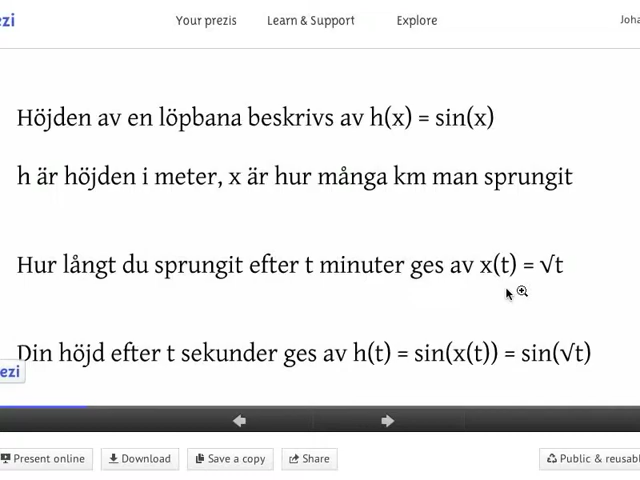 ezi Your prezis Learn & Support Explore Joha
Höjden av en löpbana beskrivs av h(x) = sin(x)
h är höjden i meter, x är hur många km man sprungit
Hur långt du sprungit efter t minuter ges av x(t) = √t
Din höjd efter t sekunder ges av h(t) = sin(x(t)) = sin(√t)
ezi
Present online Download Save a copy Share Public & reusabl